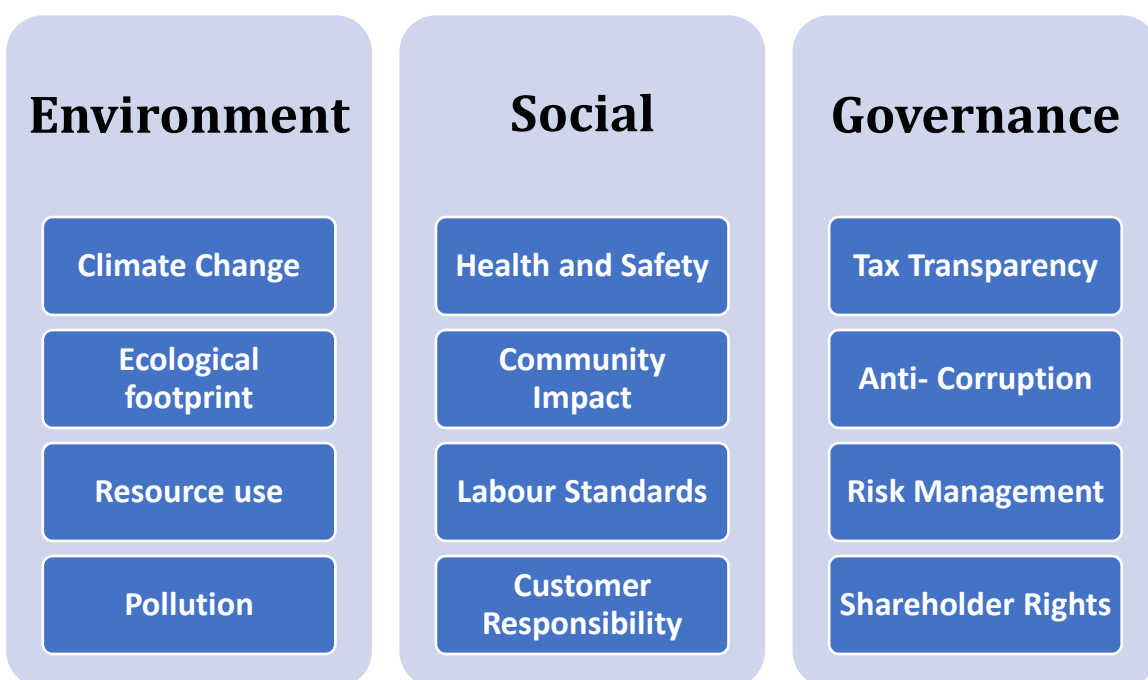 Environment
Climate Change
Ecological
footprint
Resource use
Pollution
Social
Health and Safety
Community
Impact
Labour Standards
Customer
Responsibility
Governance
Tax Transparency
Anti- Corruption
Risk Management
Shareholder Rights